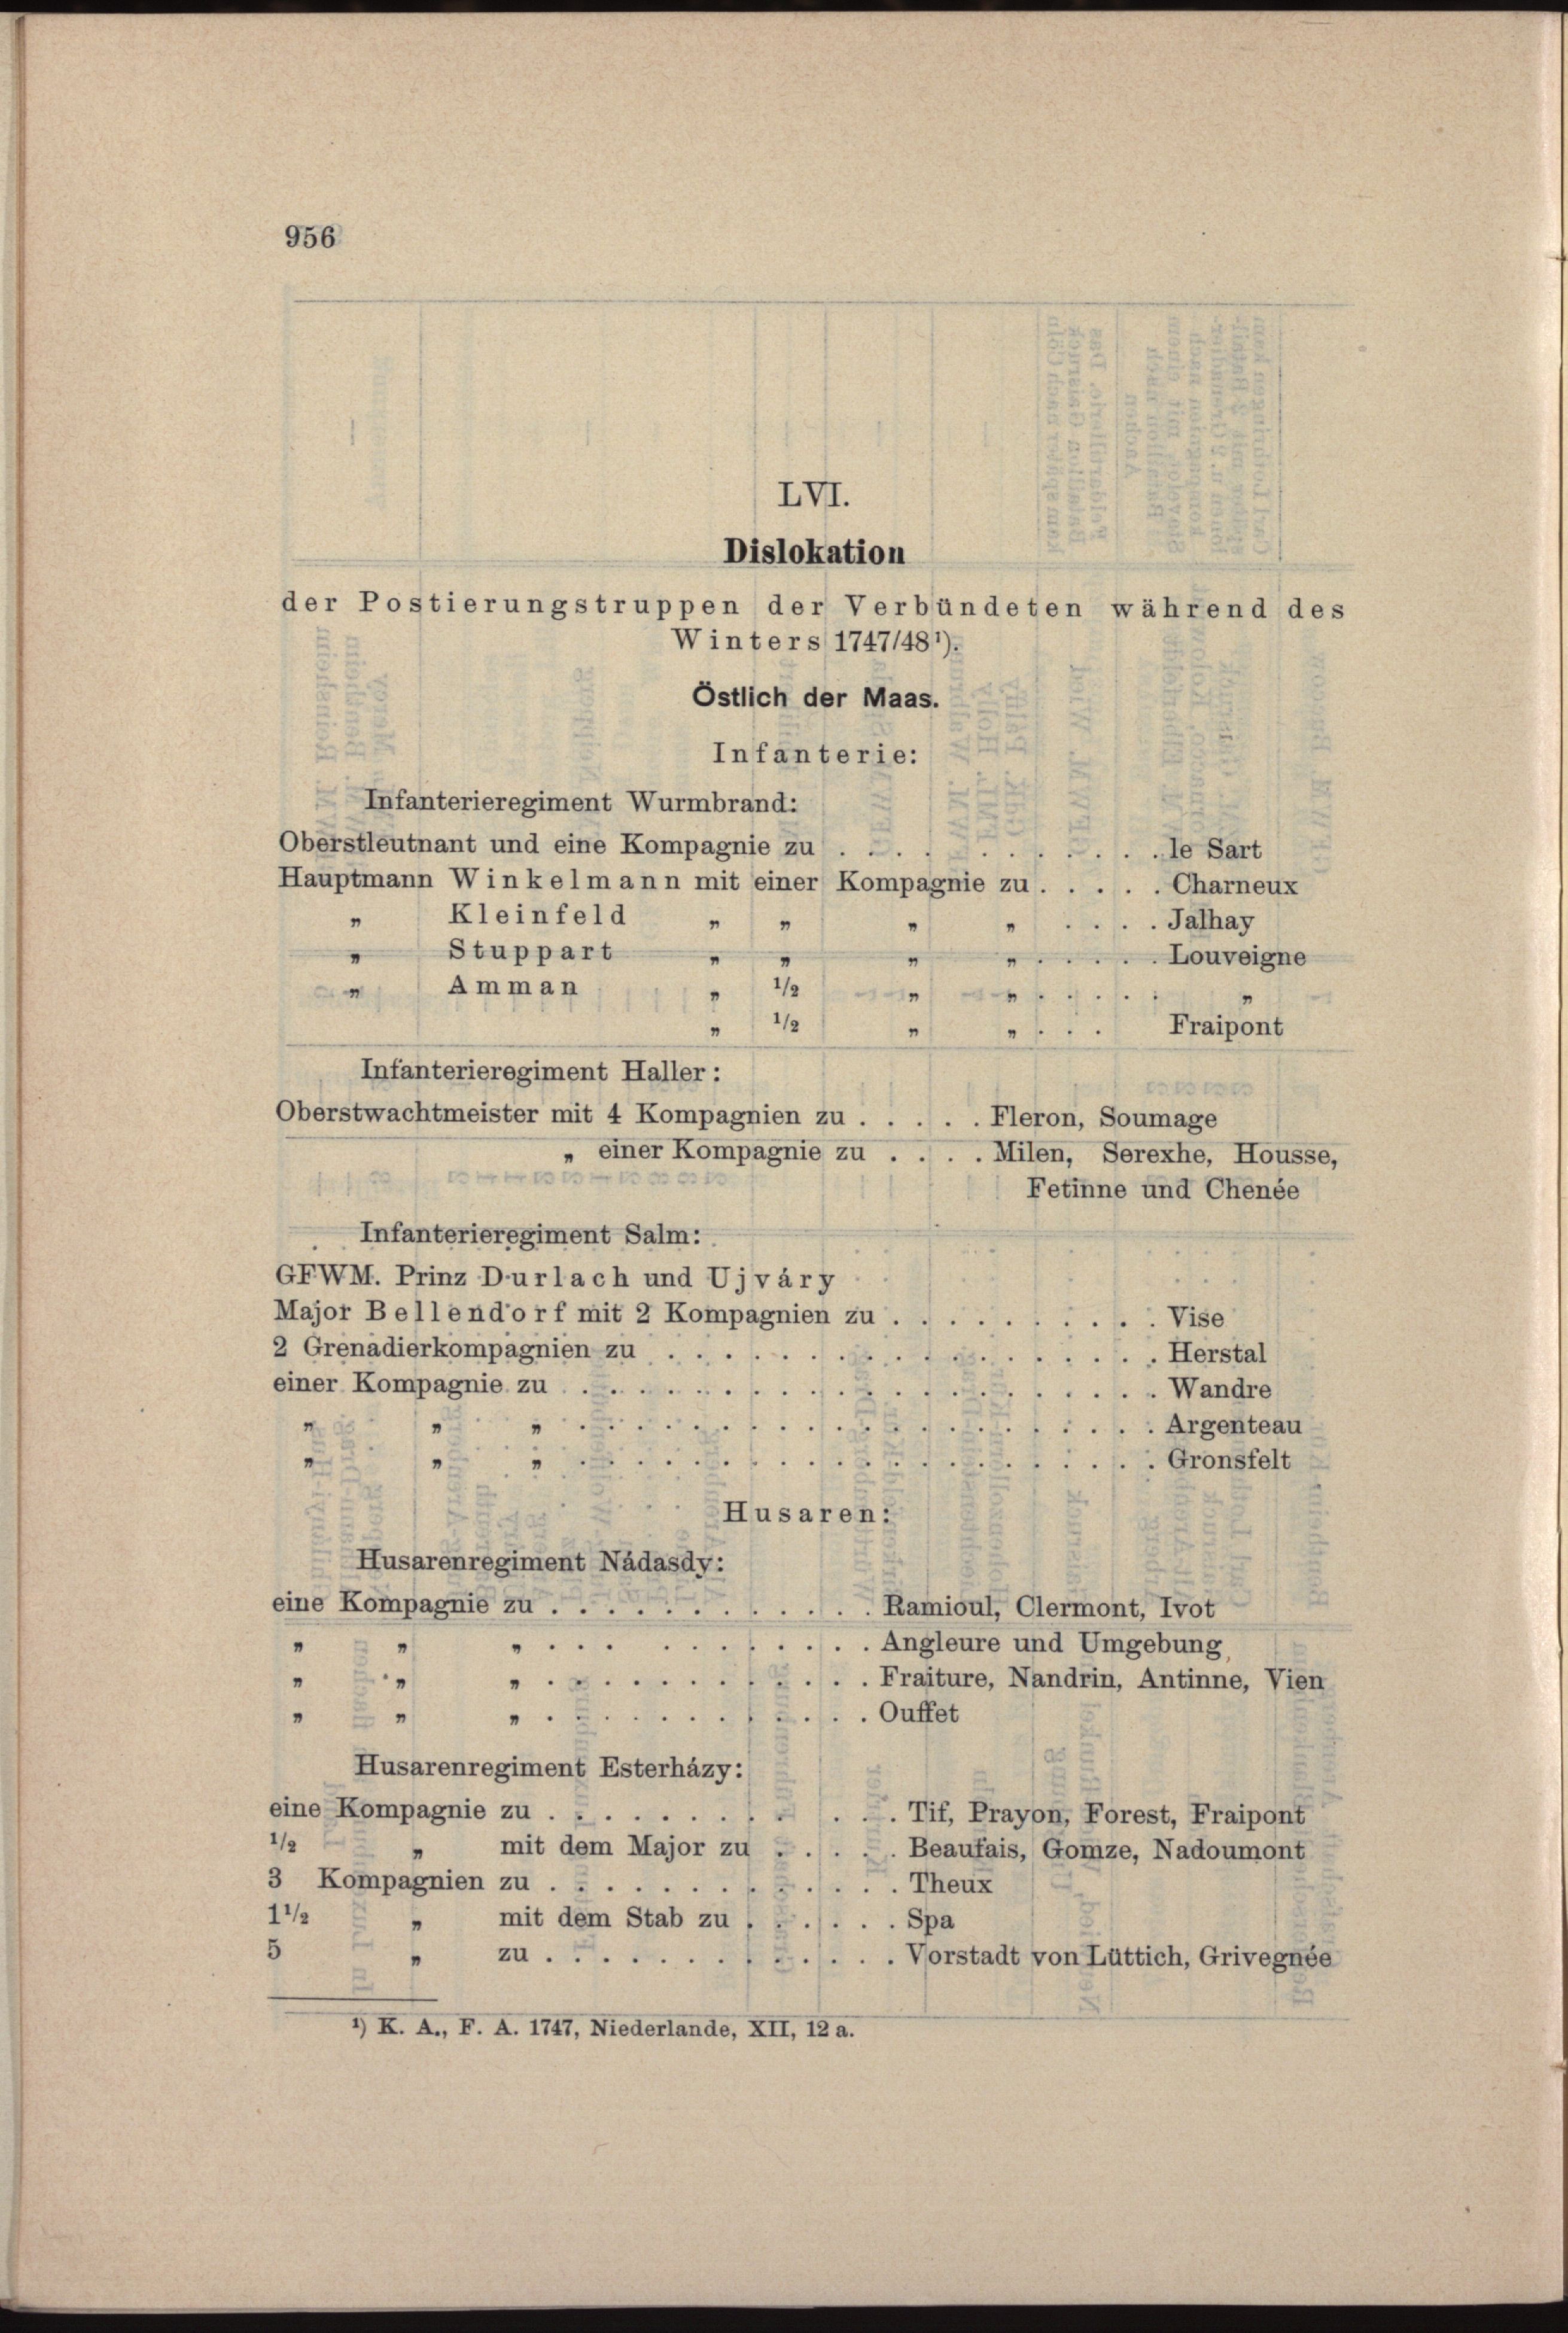 956
LVI.
Dislokation
der Postierungstruppen der Verbündeten während des
Winters 1747/48¹).
Östlich der Maas.
Infanterie:
Infanterieregiment Wurmbrand:
Oberstleutnant und eine Kompagnie zu . . . . . . . . . . . . le Sart
Hauptmann Winkelmann mit einer Kompagnie zu . . . . . Charneux
„ Kleinfeld „ „ „ „ . . . . Jalhay
„ Stuppart „ „ „ „ . . . . . Louveigne
„ Amman „ 1/2 „ „ . . . . . „
„ 1/2 „ „ . . . Fraipont
Infanterieregiment Haller:
Oberstwachtmeister mit 4 Kompagnien zu . . . . . Fleron, Soumage
„ einer Kompagnie zu . . . . Milen, Serexhe, Housse,
Fetinne und Chenée
Infanterieregiment Salm:
GFWM. Prinz Durlach und Ujváry
Major Bellendorf mit 2 Kompagnien zu . . . . . . . . . . Vise
2 Grenadierkompagnien zu . . . . . . . . . . . . . . . . . . Herstal
einer Kompagnie zu . . . . . . . . . . . . . . . . . . . . . Wandre
„ „ „ . . . . . . . . . . . . . . . . . . . . . Argenteau
„ „ „ . . . . . . . . . . . . . . . . . . . . . Gronsfelt
Husaren:
Husarenregiment Nádasdy:
eine Kompagnie zu . . . . . . . . . . . . Ramioul, Clermont, Ivot
„ „ „ . . . . . . . . . . . . Angleure und Umgebung
„ „ „ . . . . . . . . . . . . Fraiture, Nandrin, Antinne, Vien
„ „ „ . . . . . . . . . . . . Ouffet
Husarenregiment Esterházy:
eine Kompagnie zu . . . . . . . . . . . . . Tif, Prayon, Forest, Fraipont
1/2 „ mit dem Major zu . . . . . Beaufais, Gomze, Nadoumont
3 Kompagnien zu . . . . . . . . . . . . . Theux
1 1/2 „ mit dem Stab zu . . . . . . Spa
5 „ zu . . . . . . . . . . . . . Vorstadt von Lüttich, Grivegnée
¹) K. A., F. A. 1747, Niederlande, XII, 12 a.